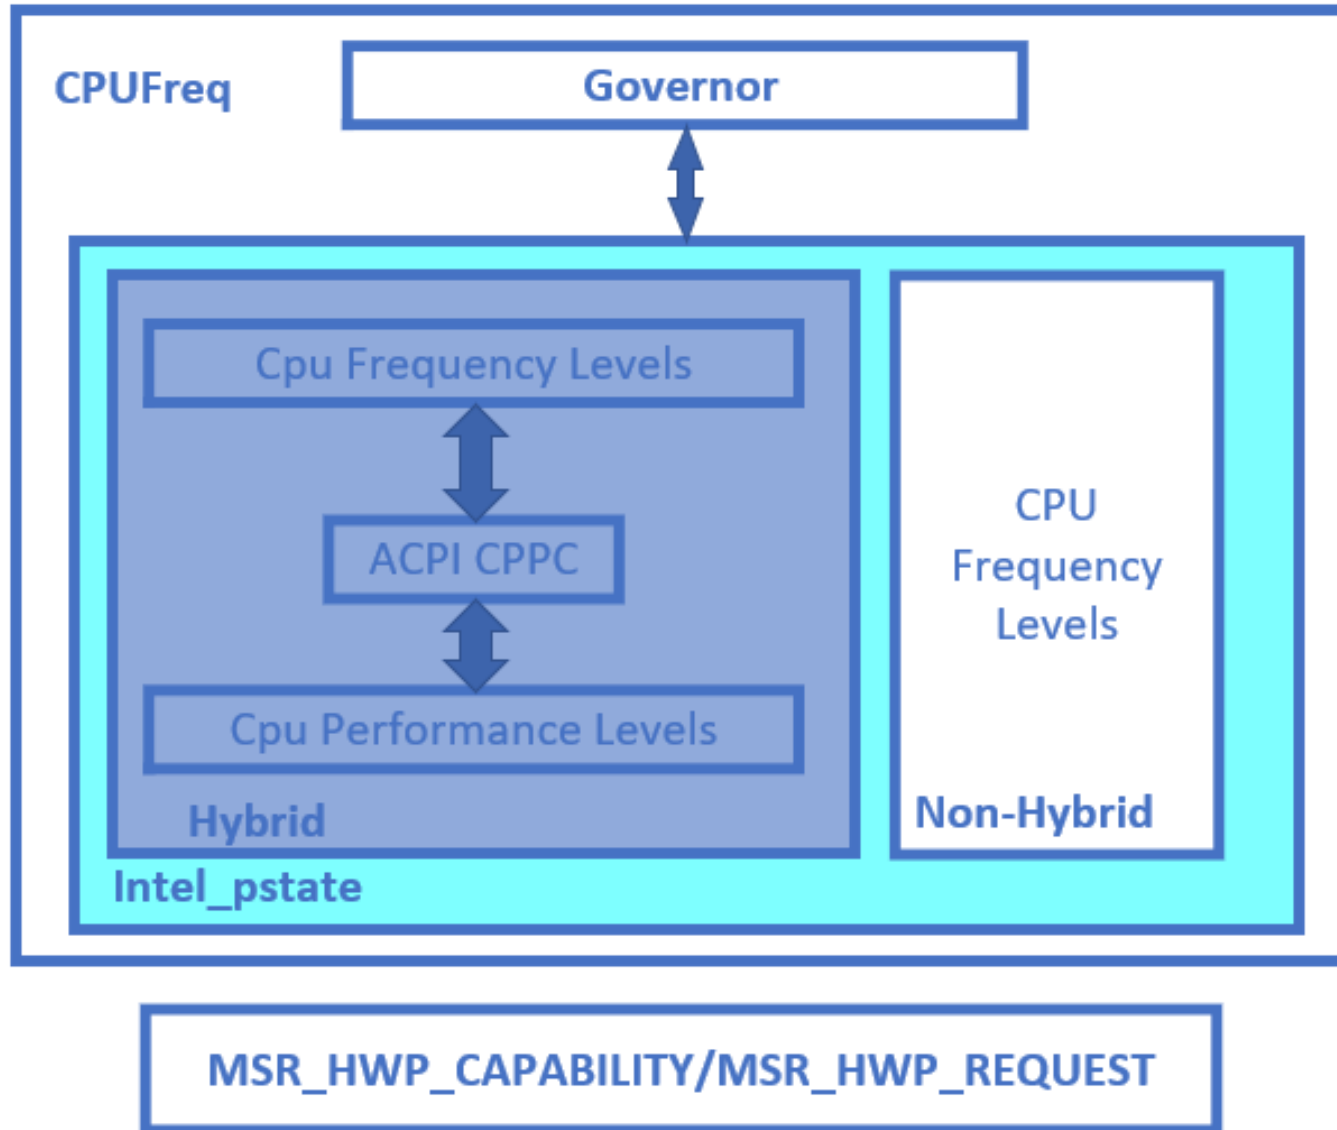 CPUFreq
Governor
Cpu Frequency Levels
ACPI CPPC
Cpu Performance Levels
Hybrid
CPU
Frequency
Levels
Non-Hybrid
Intel_pstate
MSR_HWP_CAPABILITY/MSR_HWP_REQUEST